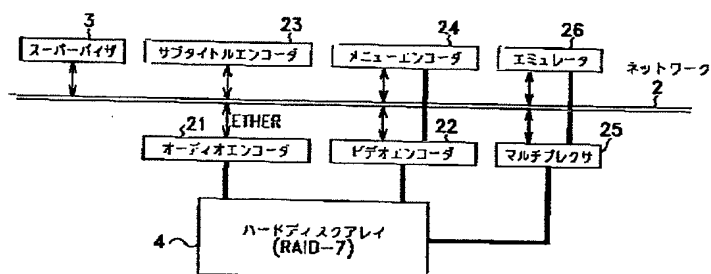 3
スーパーバイザ
23
サブタイトルエンコーダ
24
メニューエンコーダ
26
エミュレータ
ネットワーク
2
ETHER
21
オーディオエンコーダ
22
ビデオエンコーダ
25
マルチプレクサ
4
ハードディスクアレイ
(RAID-7)